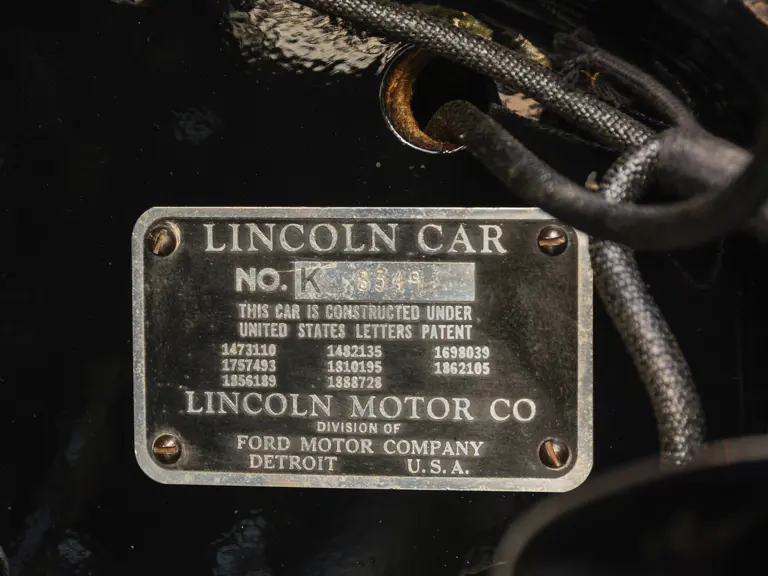 LINCOLN CAR
NO. K 8549
THIS CAR IS CONSTRUCTED UNDER
UNITED STATES LETTERS PATENT
1473110 1482135 1698039
1757493 1810195 1862105
1856189 1888728
LINCOLN MOTOR CO
DIVISION OF
FORD MOTOR COMPANY
DETROIT U.S.A.